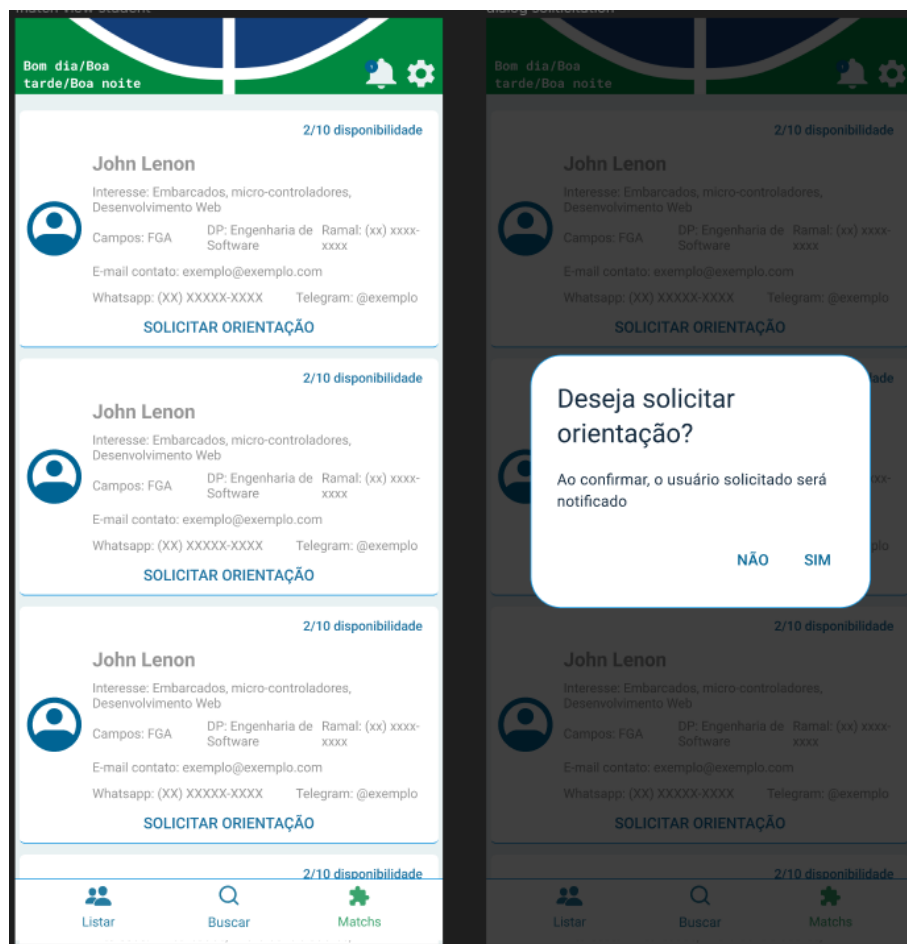 match view student
Bom dia/Boa
tarde/Boa noite
2/10 disponibilidade
John Lenon
Interesse: Embarcados, micro-controladores,
Desenvolvimento Web
Campos: FGA
DP: Engenharia de
Software
Ramal: (xx) xxxx-
xxxx
E-mail contato: exemplo@exemplo.com
Whatsapp: (XX) XXXXX-XXXX
Telegram: @exemplo
SOLICITAR ORIENTAÇÃO
2/10 disponibilidade
John Lenon
Interesse: Embarcados, micro-controladores,
Desenvolvimento Web
Campos: FGA
DP: Engenharia de
Software
Ramal: (xx) xxxx-
xxxx
E-mail contato: exemplo@exemplo.com
Whatsapp: (XX) XXXXX-XXXX
Telegram: @exemplo
SOLICITAR ORIENTAÇÃO
2/10 disponibilidade
John Lenon
Interesse: Embarcados, micro-controladores,
Desenvolvimento Web
Campos: FGA
DP: Engenharia de
Software
Ramal: (xx) xxxx-
xxxx
E-mail contato: exemplo@exemplo.com
Whatsapp: (XX) XXXXX-XXXX
Telegram: @exemplo
SOLICITAR ORIENTAÇÃO
2/10 disponibilidade
Listar
Buscar
Matchs
dialog
Bom dia/Boa
tarde/Boa noite
2/10 disponibilidade
John Lenon
Interesse: Embarcados, micro-controladores,
Desenvolvimento Web
Campos: FGA
DP: Engenharia de
Software
Ramal: (xx) xxxx-
xxxx
E-mail contato: exemplo@exemplo.com
Whatsapp: (XX) XXXXX-XXXX
Telegram: @exemplo
SOLICITAR ORIENTAÇÃO
Deseja solicitar
orientação?
Ao confirmar, o usuário solicitado será
notificado
NÃO
SIM
2/10 disponibilidade
John Lenon
Interesse: Embarcados, micro-controladores,
Desenvolvimento Web
Campos: FGA
DP: Engenharia de
Software
Ramal: (xx) xxxx-
xxxx
E-mail contato: exemplo@exemplo.com
Whatsapp: (XX) XXXXX-XXXX
Telegram: @exemplo
SOLICITAR ORIENTAÇÃO
2/10 disponibilidade
Listar
Buscar
Matchs